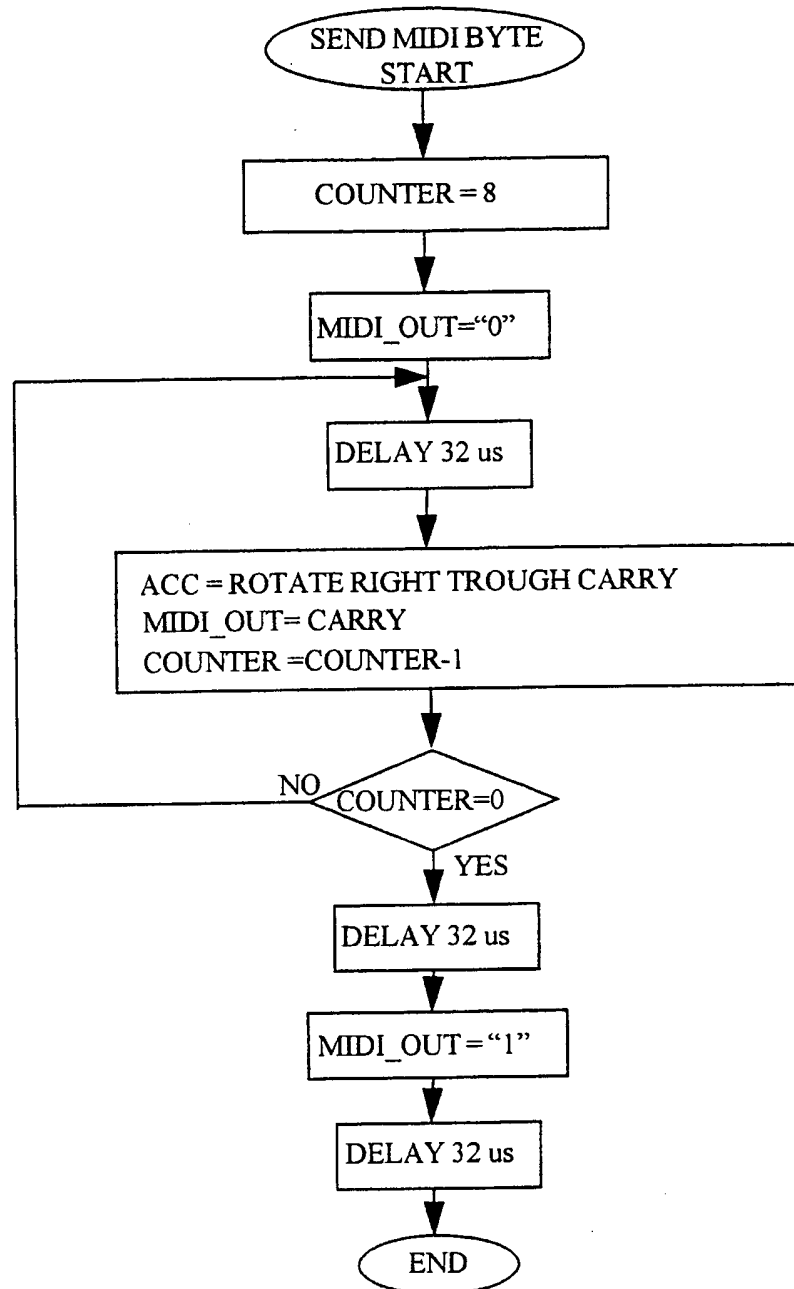 SEND MIDI BYTE
START
COUNTER = 8
MIDI_OUT=“0”
DELAY 32 us
ACC = ROTATE RIGHT TROUGH CARRY
MIDI_OUT= CARRY
COUNTER =COUNTER-1
NO
COUNTER=0
YES
DELAY 32 us
MIDI_OUT = “1”
DELAY 32 us
END